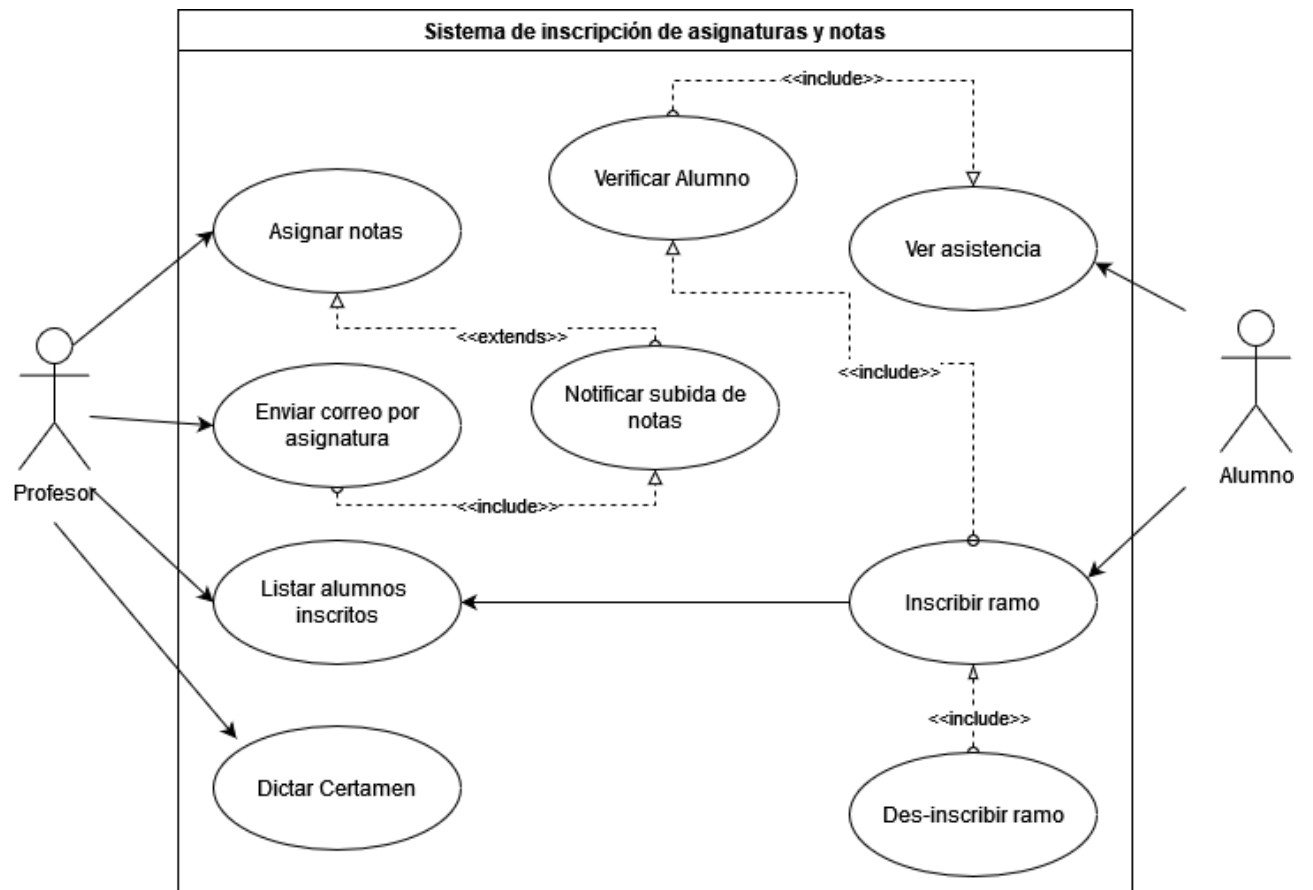 Sistema de inscripción de asignaturas y notas
<<include>>
Verificar Alumno
Asignar notas
Ver asistencia
<<extends>>
<<include>>
Notificar subida de
notas
Enviar correo por
asignatura
Profesor
Alumno
<<include>>
Listar alumnos
inscritos
Inscribir ramo
<<include>>
Dictar Certamen
Des-inscribir ramo